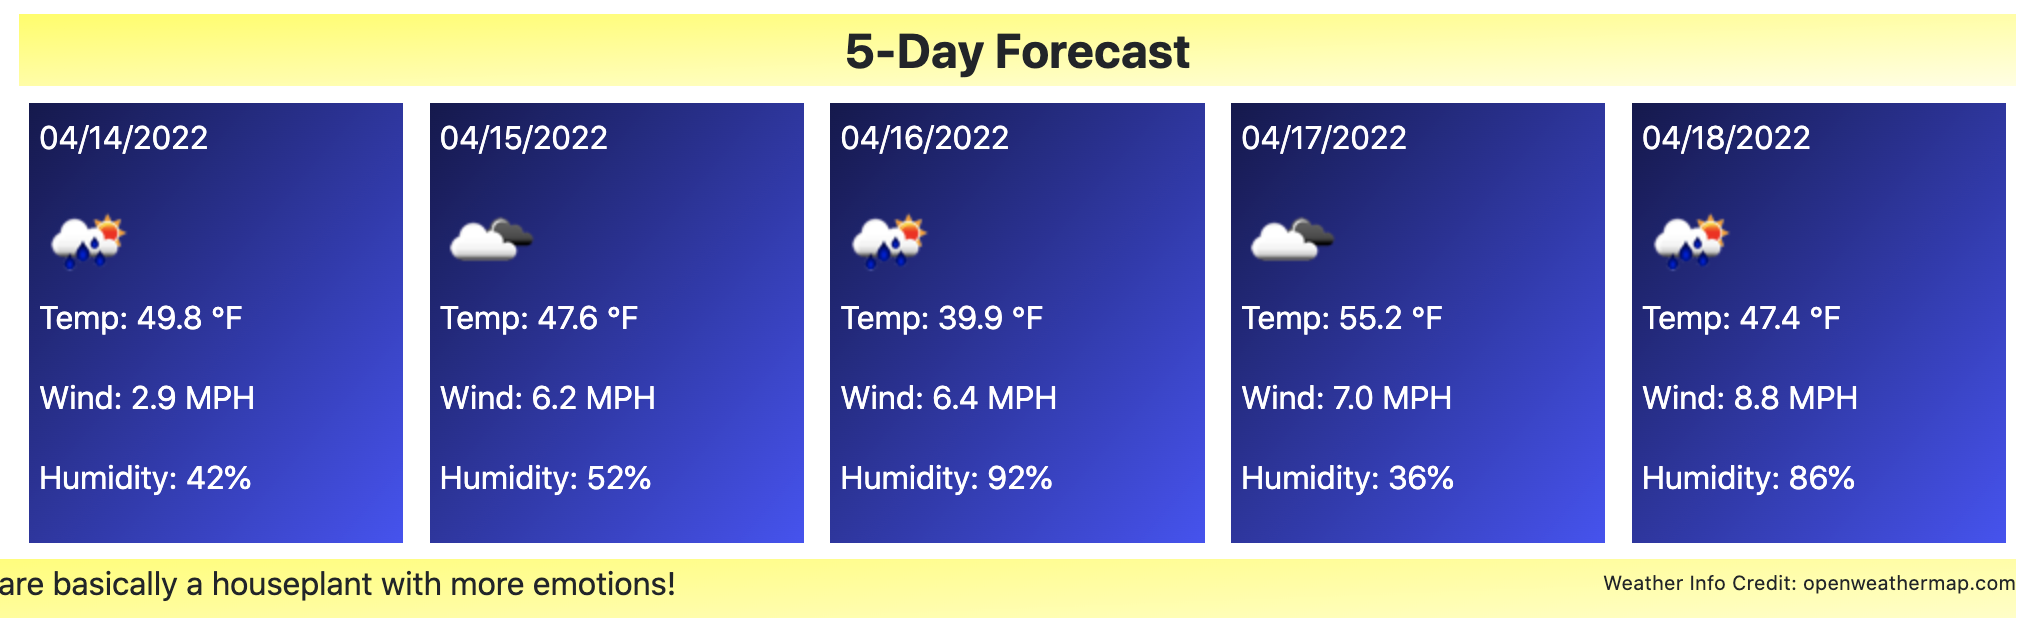 5-Day Forecast
04/14/2022
Temp: 49.8 °F
Wind: 2.9 MPH
Humidity: 42%
04/15/2022
Temp: 47.6 °F
Wind: 6.2 MPH
Humidity: 52%
04/16/2022
Temp: 39.9 °F
Wind: 6.4 MPH
Humidity: 92%
04/17/2022
Temp: 55.2 °F
Wind: 7.0 MPH
Humidity: 36%
04/18/2022
Temp: 47.4 °F
Wind: 8.8 MPH
Humidity: 86%
are basically a houseplant with more emotions!
Weather Info Credit: openweathermap.com